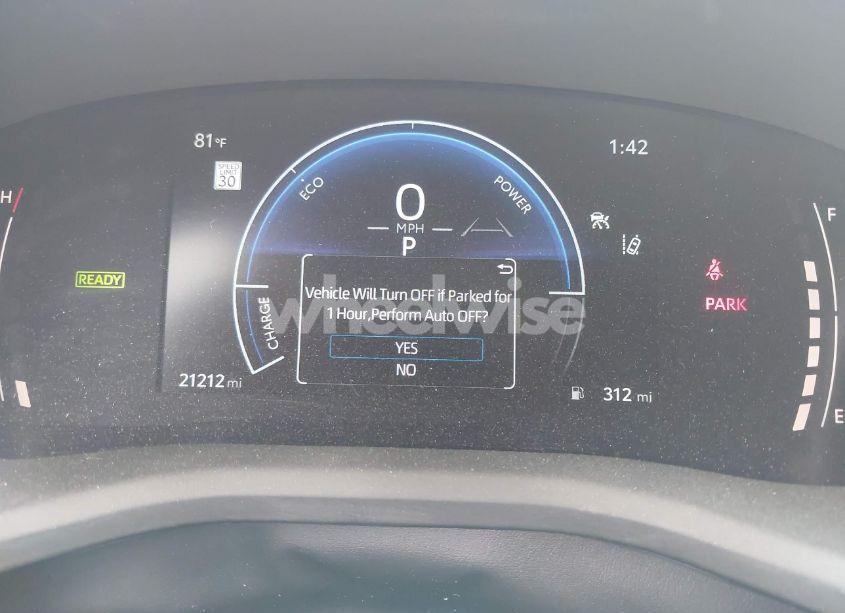 81°F
1:42
SPEED
LIMIT
30
H
ECO
POWER
F
0
MPH
P
READY
PARK
Vehicle Will Turn OFF if Parked for
1 Hour,Perform Auto OFF?
wheelwise
CHARGE
YES
NO
21212 mi
312 mi
E